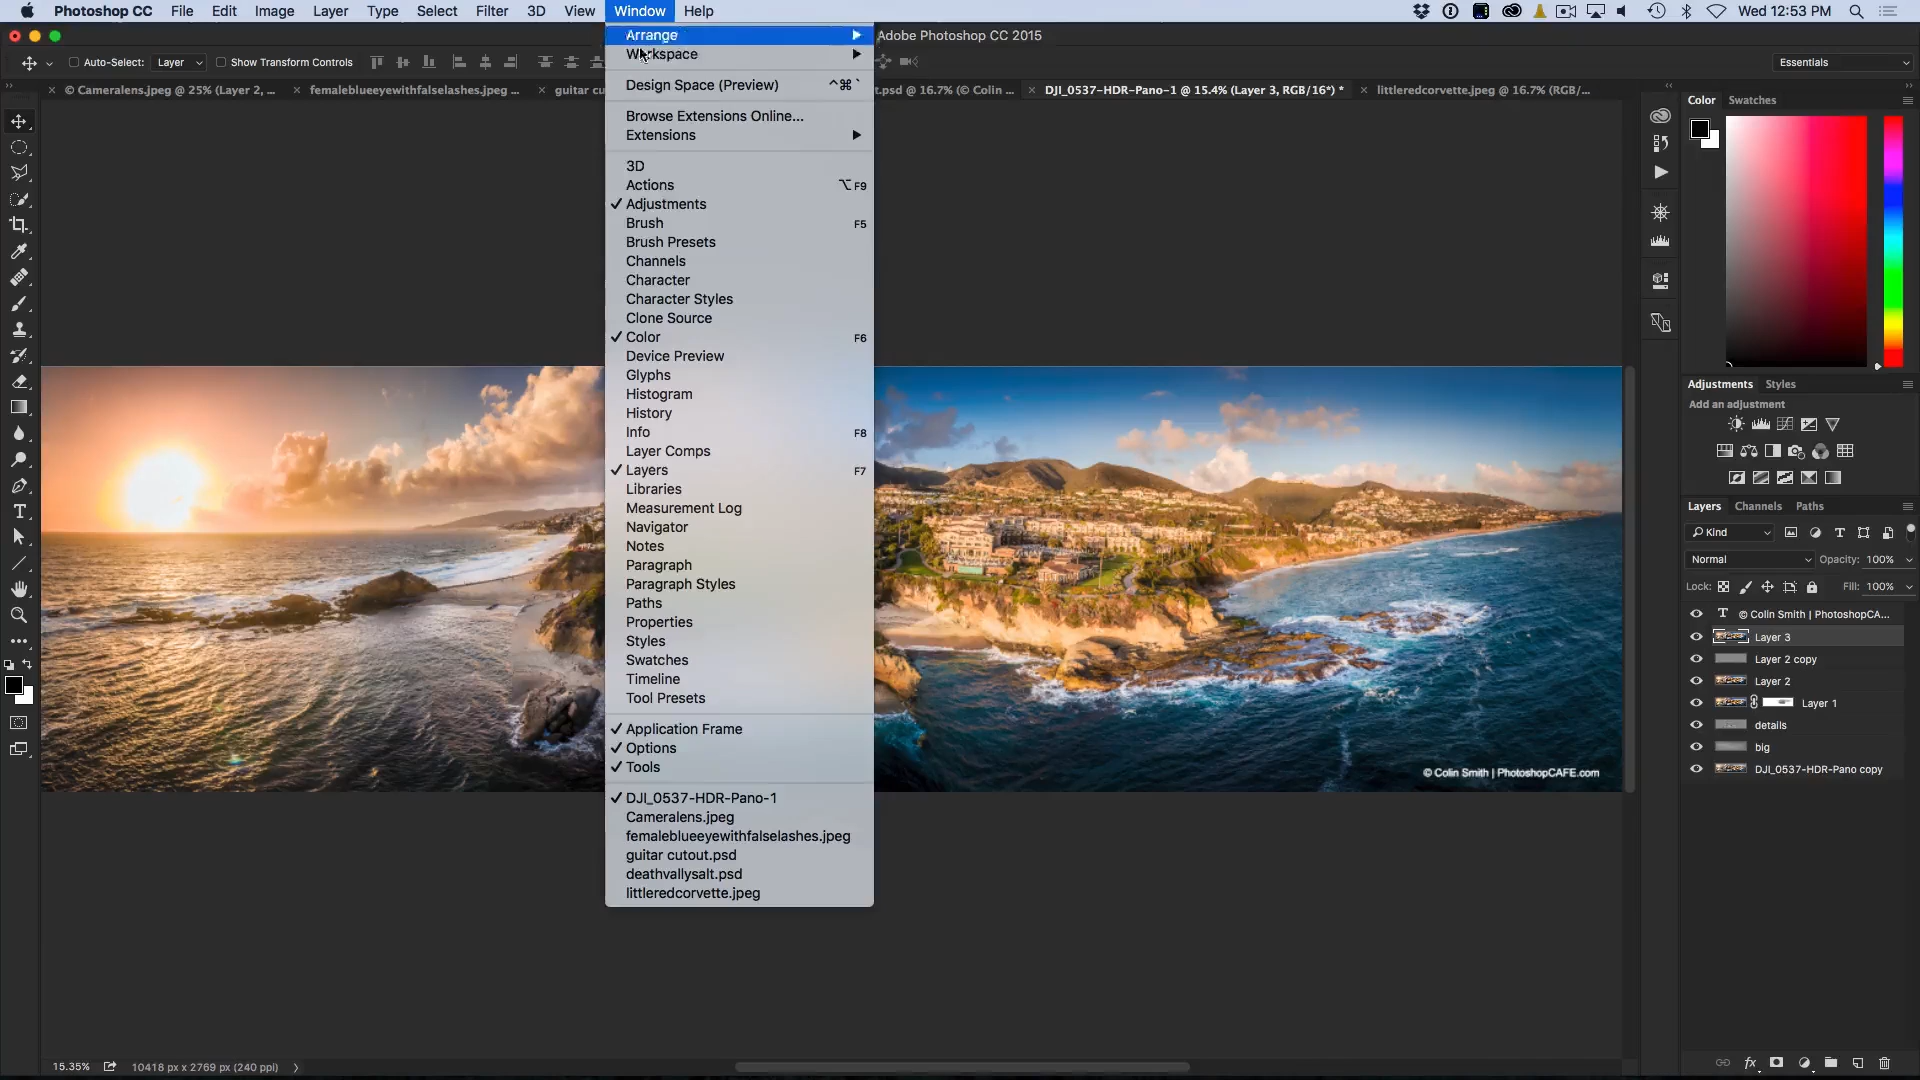 Photoshop CC File Edit Image Layer Type Select Filter 3D View Window Help Wed 12:53 PM
Adobe Photoshop CC 2015
Auto-Select: Layer Show Transform Controls Essentials
© Cameralens.jpeg @ 25% (Layer 2, ... femaleblueeyewithfalselashes.jpeg ... guitar cu t.psd @ 16.7% (© Colin ... DJI_0537-HDR-Pano-1 @ 15.4% (Layer 3, RGB/16*) * littleredcorvette.jpeg @ 16.7% (RGB/...
Arrange
Workspace
Design Space (Preview) ^⌘`
Browse Extensions Online...
Extensions
3D
Actions ⌥F9
Adjustments
Brush F5
Brush Presets
Channels
Character
Character Styles
Clone Source
Color F6
Device Preview
Glyphs
Histogram
History
Info F8
Layer Comps
Layers F7
Libraries
Measurement Log
Navigator
Notes
Paragraph
Paragraph Styles
Paths
Properties
Styles
Swatches
Timeline
Tool Presets
Application Frame
Options
Tools
DJI_0537-HDR-Pano-1
Cameralens.jpeg
femaleblueeyewithfalselashes.jpeg
guitar cutout.psd
deathvallysalt.psd
littleredcorvette.jpeg
© Colin Smith | PhotoshopCAFE.com
Color Swatches
Adjustments Styles
Add an adjustment
Layers Channels Paths
Kind
Normal Opacity: 100%
Lock: Fill: 100%
T © Colin Smith | PhotoshopCA...
Layer 3
Layer 2 copy
Layer 2
Layer 1
details
big
DJI_0537-HDR-Pano copy
fx
15.35% 10418 px x 2769 px (240 ppi)